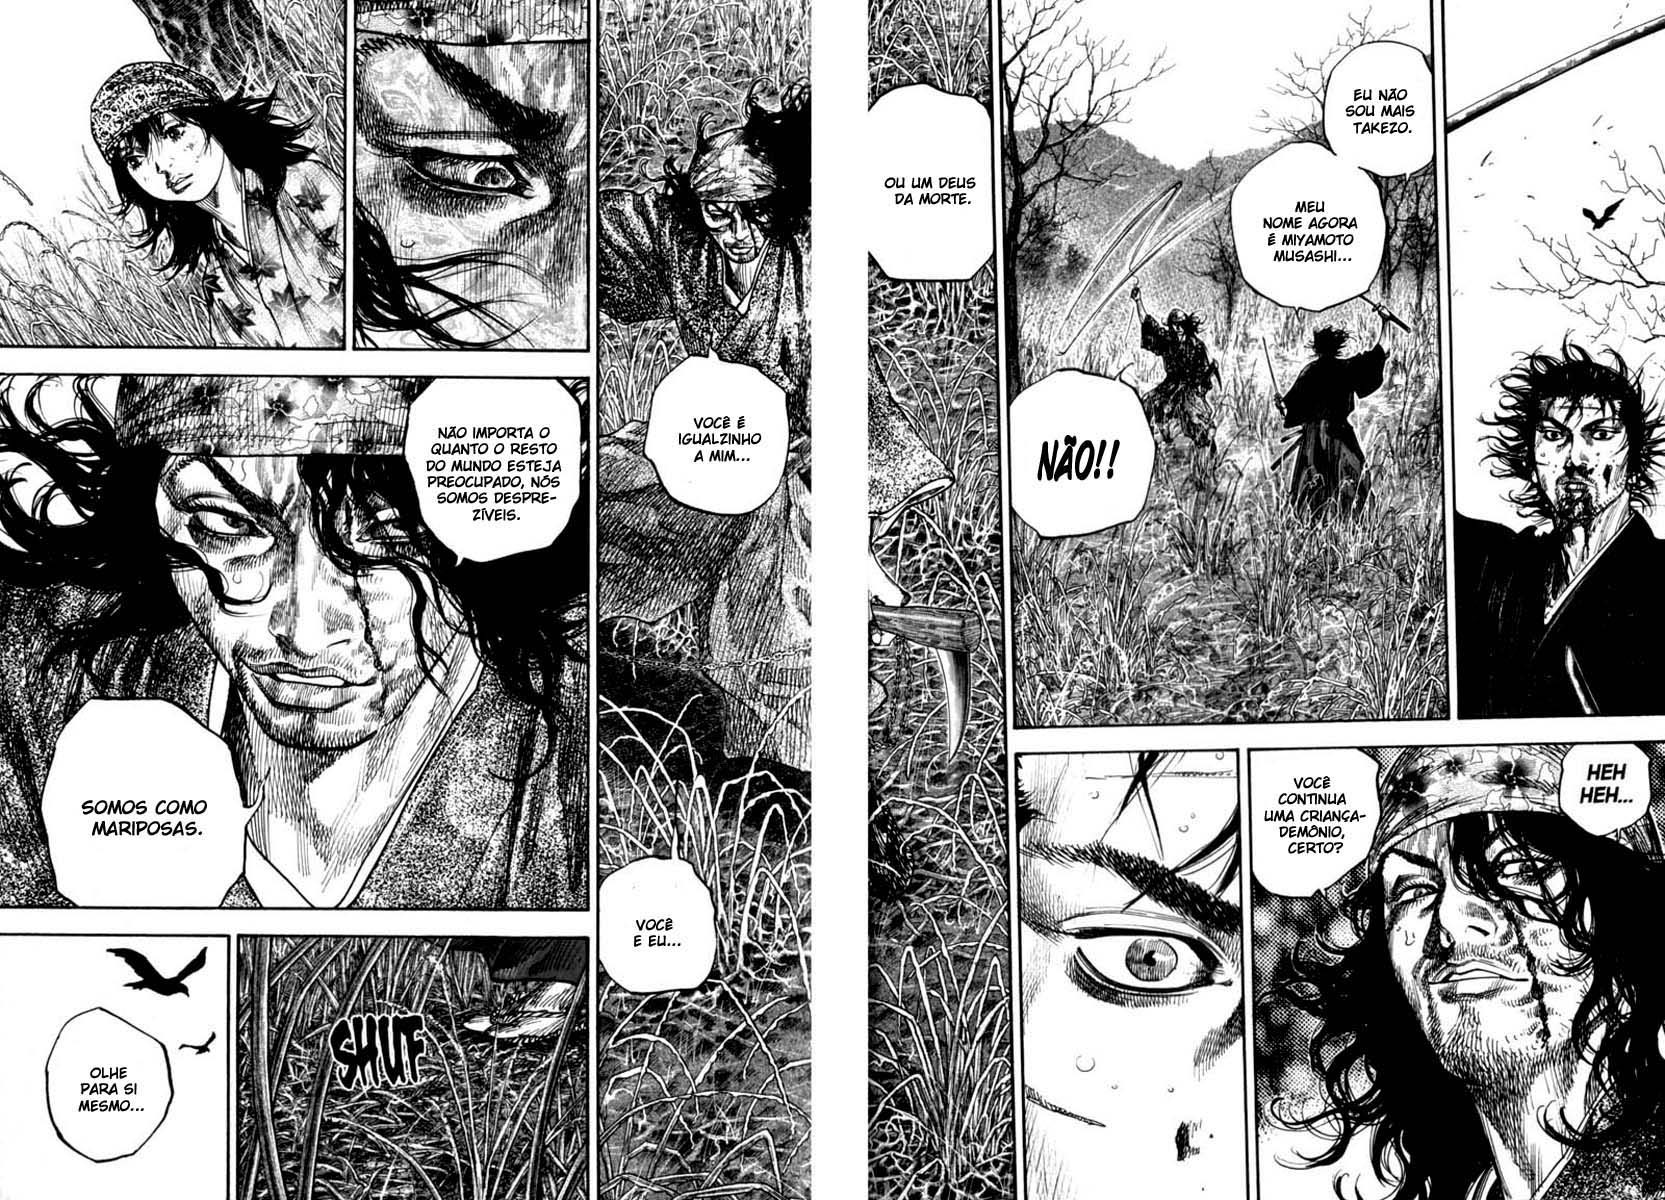 EU NÃO
SOU MAIS
TAKEZO.
MEU
NOME AGORA
É MIYAMOTO
MUSASHI...
NÃO!!
HEH
HEH...
VOCÊ
CONTINUA
UMA CRIANÇA-
DEMÔNIO,
CERTO?
OU UM DEUS
DA MORTE.
VOCÊ É
IGUALZINHO
A MIM...
VOCÊ
E EU...
NÃO IMPORTA O
QUANTO O RESTO
DO MUNDO ESTEJA
PREOCUPADO, NÓS
SOMOS DESPRE-
ZÍVEIS.
SOMOS COMO
MARIPOSAS.
SHUF
OLHE
PARA SI
MESMO...